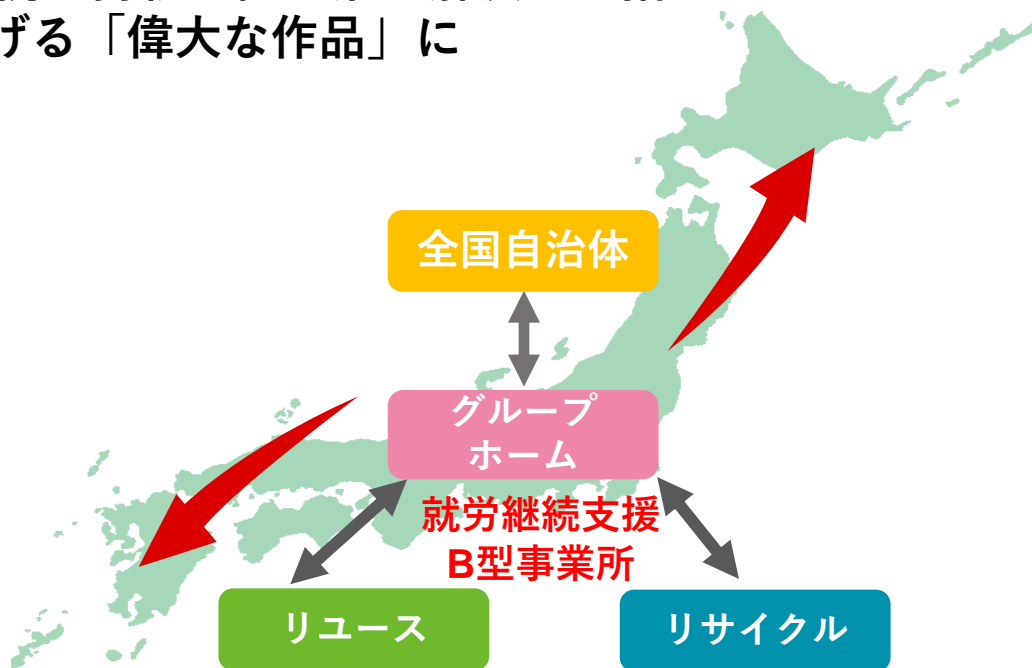 げる「偉大な作品」に
全国自治体
グループ
ホーム
就労継続支援
B型事業所
リユース
リサイクル